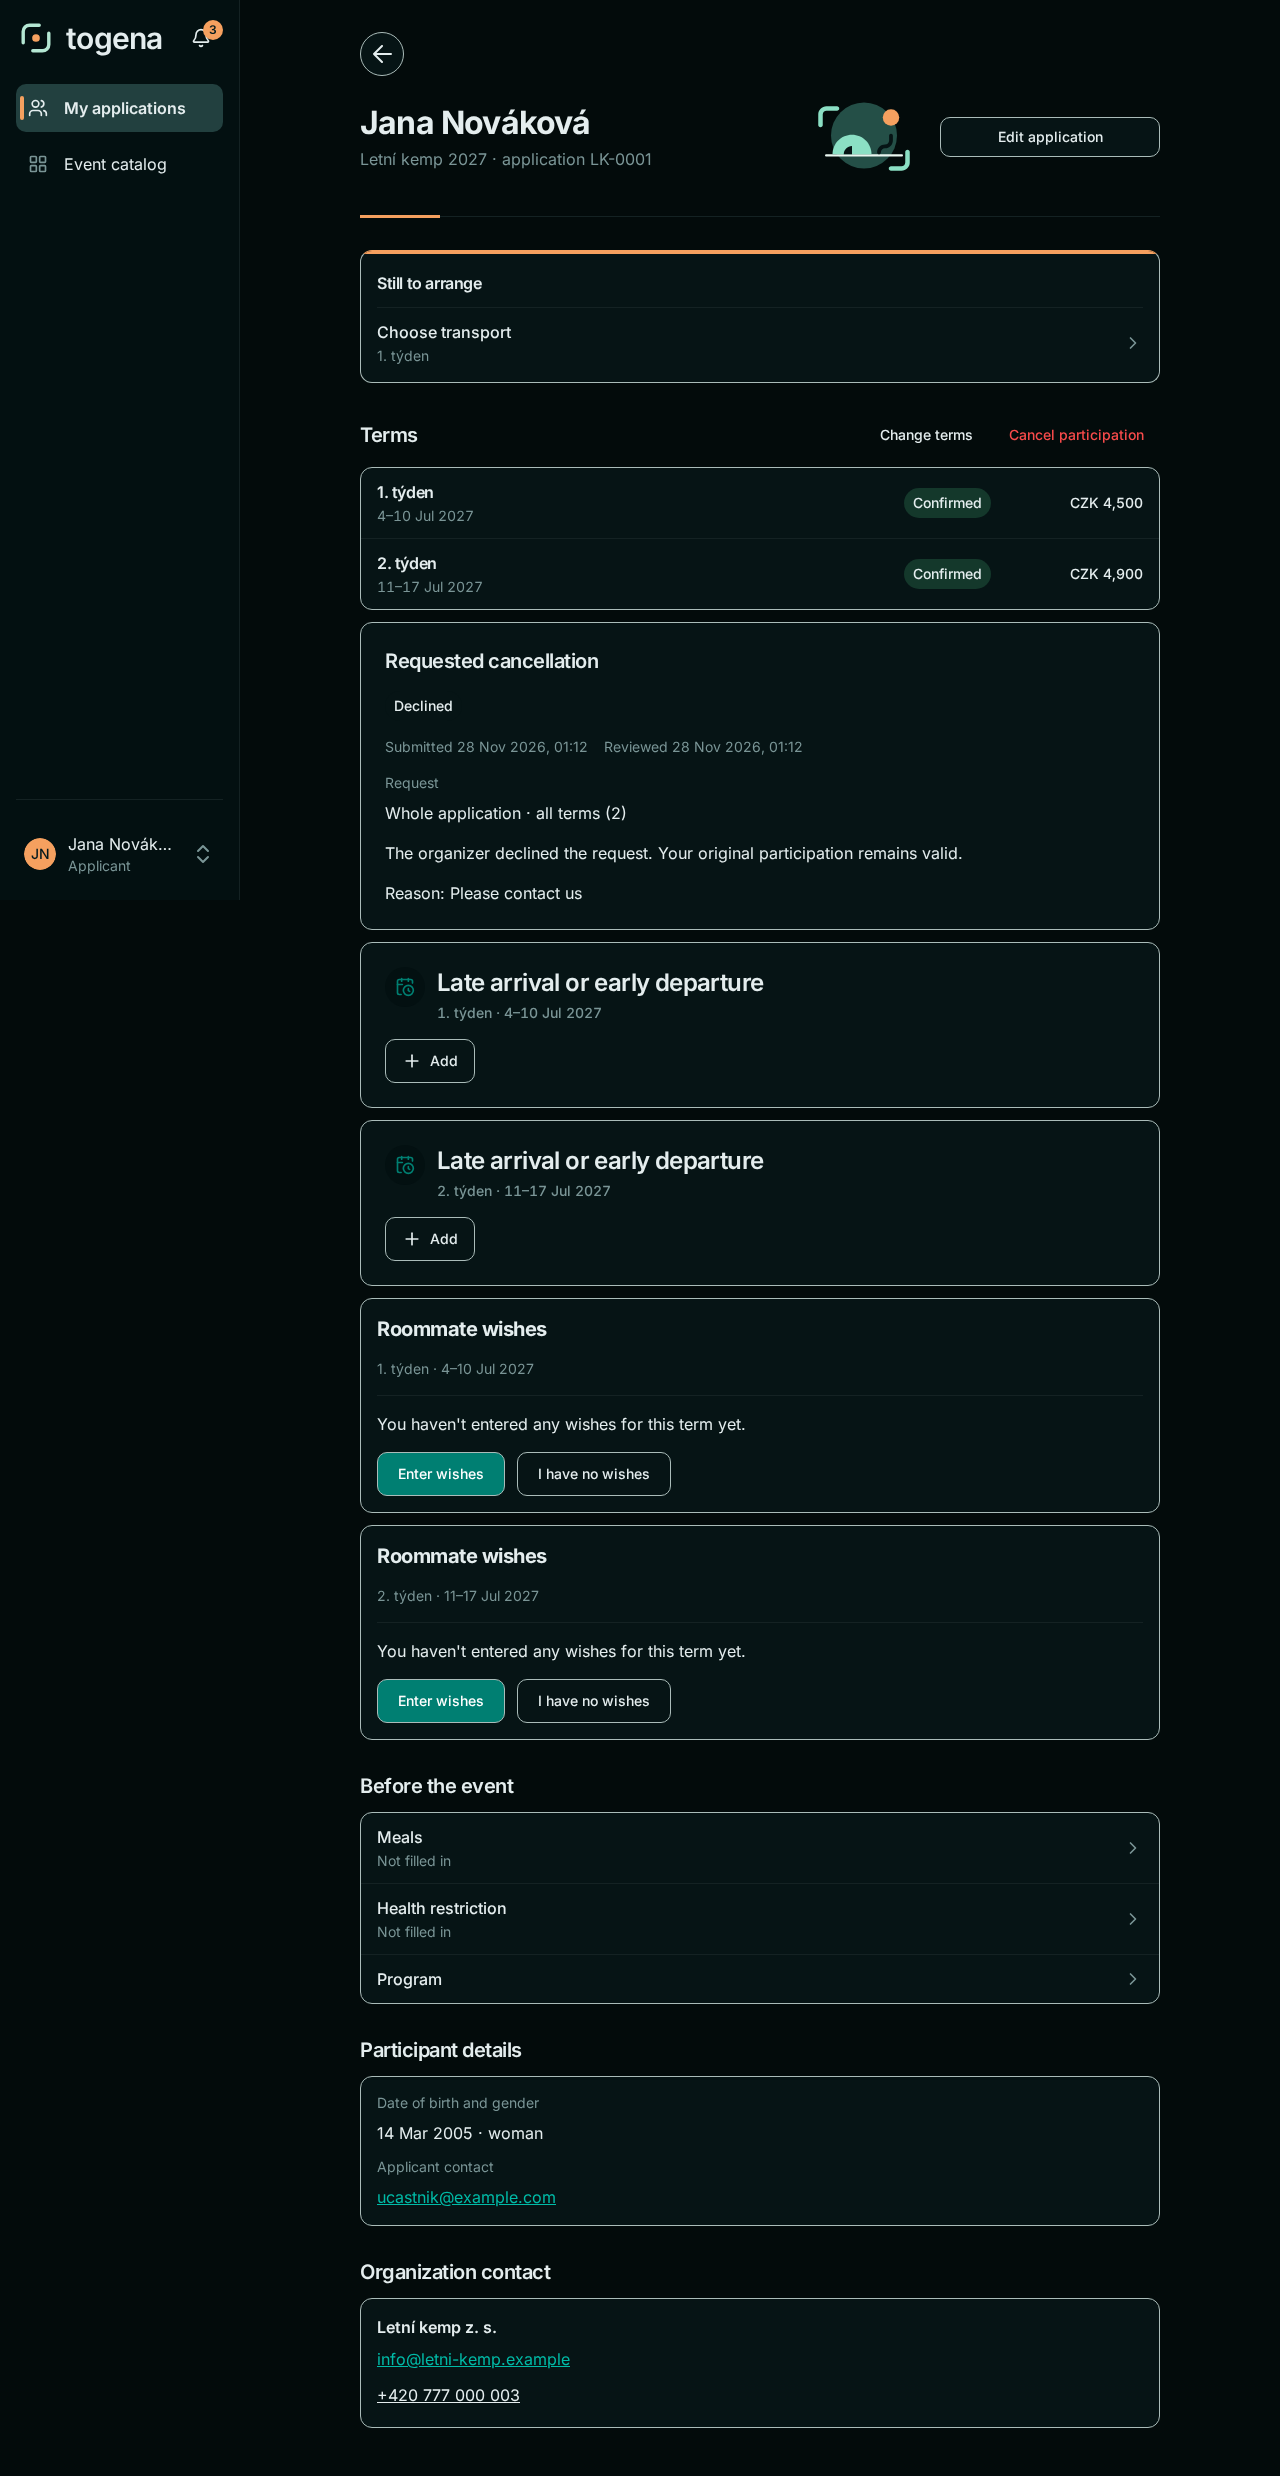 togena
3
My applications
Event catalog
Jana Nováková
Letní kemp 2027 · application LK-0001
Edit application
Still to arrange
Choose transport
1. týden
Terms
Change terms
Cancel participation
1. týden
4–10 Jul 2027
Confirmed
CZK 4,500
2. týden
11–17 Jul 2027
Confirmed
CZK 4,900
Requested cancellation
Declined
Submitted 28 Nov 2026, 01:12 Reviewed 28 Nov 2026, 01:12
Request
Whole application · all terms (2)
The organizer declined the request. Your original participation remains valid.
Reason: Please contact us
JN
Jana Novák...
Applicant
Late arrival or early departure
1. týden · 4–10 Jul 2027
Add
Late arrival or early departure
2. týden · 11–17 Jul 2027
Add
Roommate wishes
1. týden · 4–10 Jul 2027
You haven't entered any wishes for this term yet.
Enter wishes
I have no wishes
Roommate wishes
2. týden · 11–17 Jul 2027
You haven't entered any wishes for this term yet.
Enter wishes
I have no wishes
Before the event
Meals
Not filled in
Health restriction
Not filled in
Program
Participant details
Date of birth and gender
14 Mar 2005 · woman
Applicant contact
ucastnik@example.com
Organization contact
Letní kemp z. s.
info@letni-kemp.example
+420 777 000 003